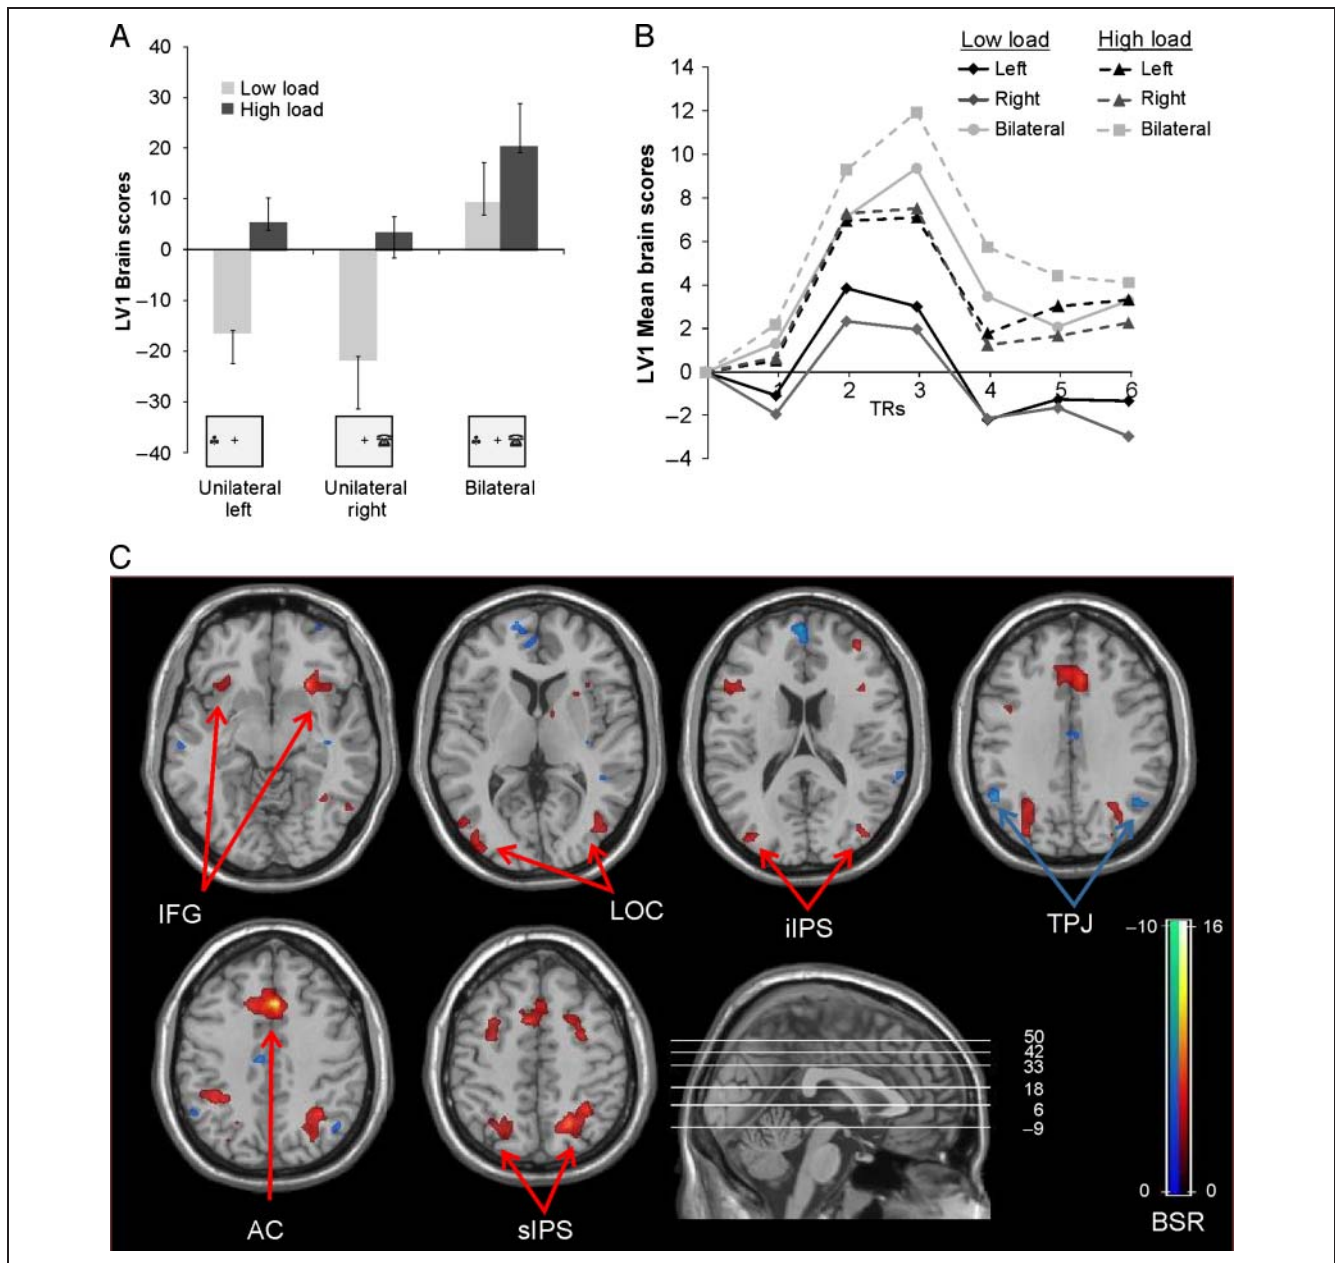 A
40
30
20
10
0
−10
−20
−30
−40
LV1 Brain scores
Low load
High load
Unilateral left
Unilateral right
Bilateral
B
Low load High load
Left Left
Right Right
Bilateral Bilateral
14
12
10
8
6
4
2
0
−2
−4
LV1 Mean brain scores
1 2 3 4 5 6
TRs
C
IFG
LOC
iIPS
TPJ
AC
sIPS
50
42
33
18
6
−9
−10 16
0 0
BSR